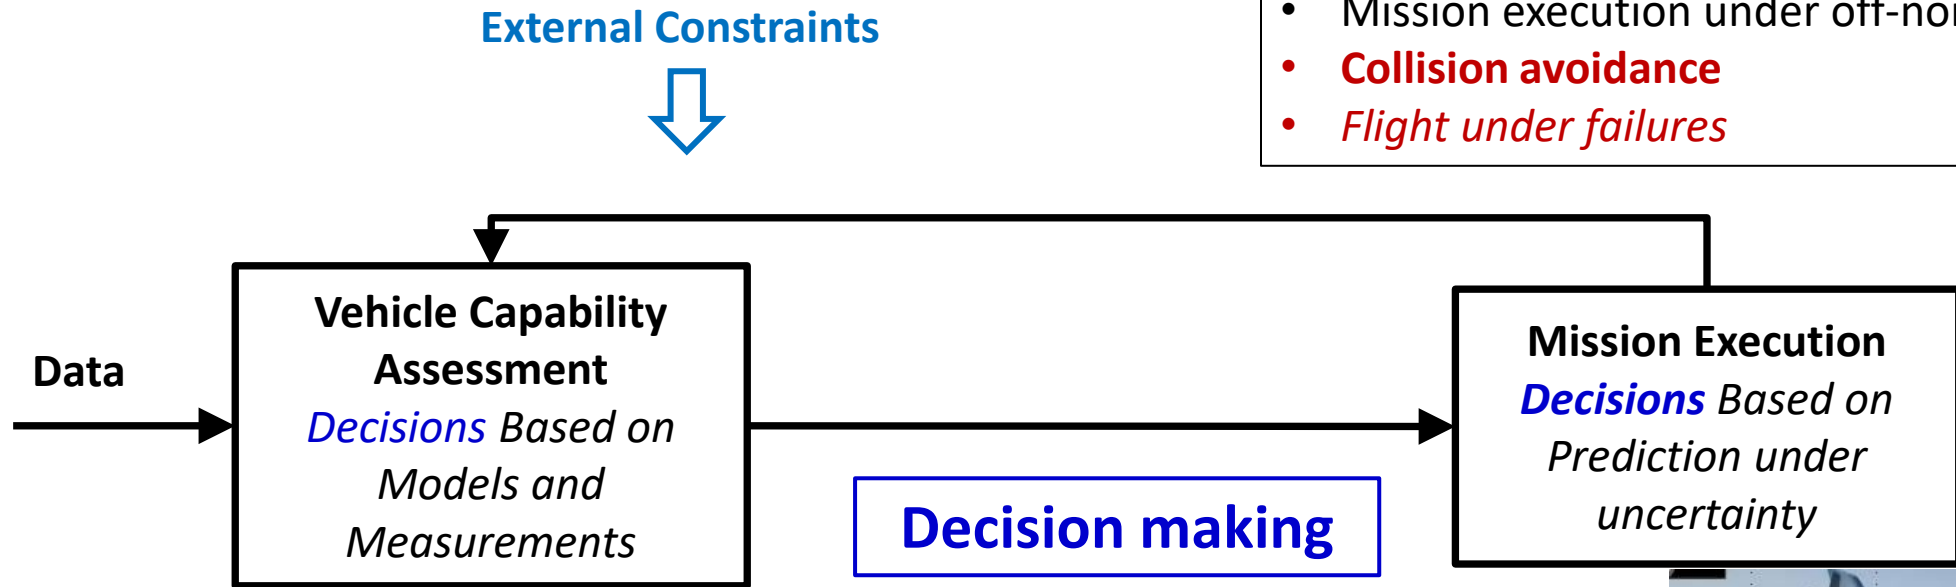 External Constraints
• Mission execution under off-nor
• Collision avoidance
• Flight under failures
Data
Vehicle Capability
Assessment
Decisions Based on
Models and
Measurements
Decision making
Mission Execution
Decisions Based on
Prediction under
uncertainty